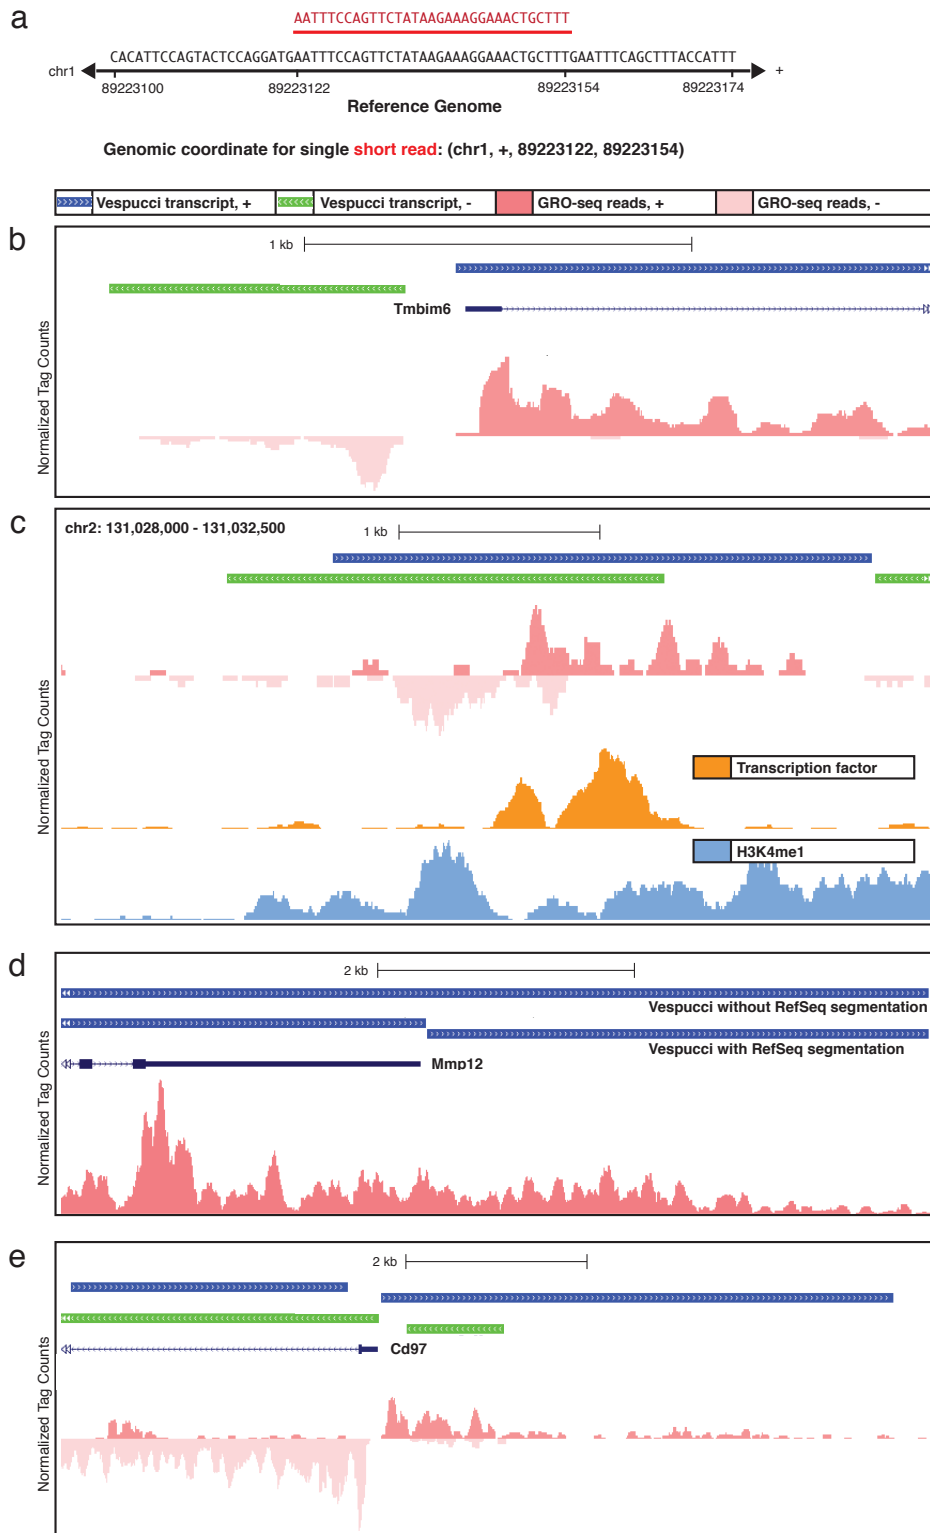 a
AATTTCCAGTTCTATAAGAAAGGAAACTGCTTT
CACATTCCAGTACTCCAGGATGAATTTCCAGTTCTATAAGAAAGGAAACTGCTTTGAATTTCAGCTTTACCATTT
chr1 +
89223100 89223122 89223154 89223174
Reference Genome
Genomic coordinate for single short read: (chr1, +, 89223122, 89223154)
Vespucci transcript, + Vespucci transcript, - GRO-seq reads, + GRO-seq reads, -
b
1 kb
Tmbim6
Normalized Tag Counts
c
chr2: 131,028,000 - 131,032,500
1 kb
Normalized Tag Counts
Transcription factor
H3K4me1
d
2 kb
Vespucci without RefSeq segmentation
Vespucci with RefSeq segmentation
Mmp12
Normalized Tag Counts
e
2 kb
Cd97
Normalized Tag Counts